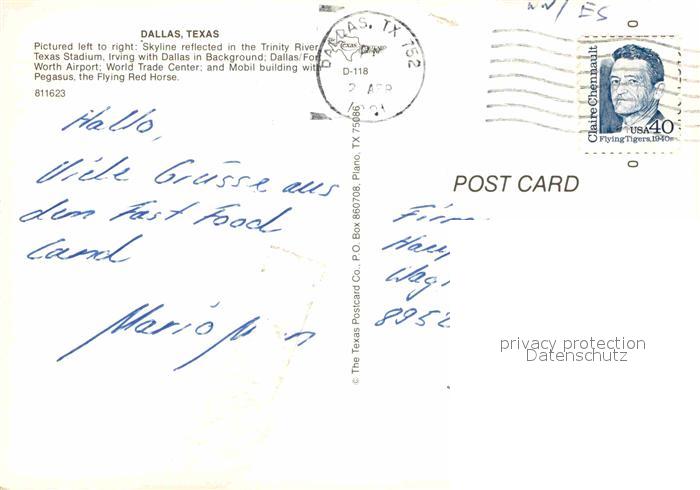 DALLAS, TEXAS
Pictured left to right: Skyline reflected in the Trinity River,
Texas Stadium, Irving with Dallas in Background; Dallas/Fort
Worth Airport; World Trade Center; and Mobil building with
Pegasus, the Flying Red Horse.
811623
Hallo,
Viele Grüsse aus
dem Fast Food
Land
Mario
© The Texas Postcard Co., P.O. Box 860708, Plano, TX 75086
DALLAS, TX 752
Texas
PM
D-118
2 APR
Claire Chennault
USA 40
Flying Tigers, 1940s
POST CARD
privacy protection
Datenschutz